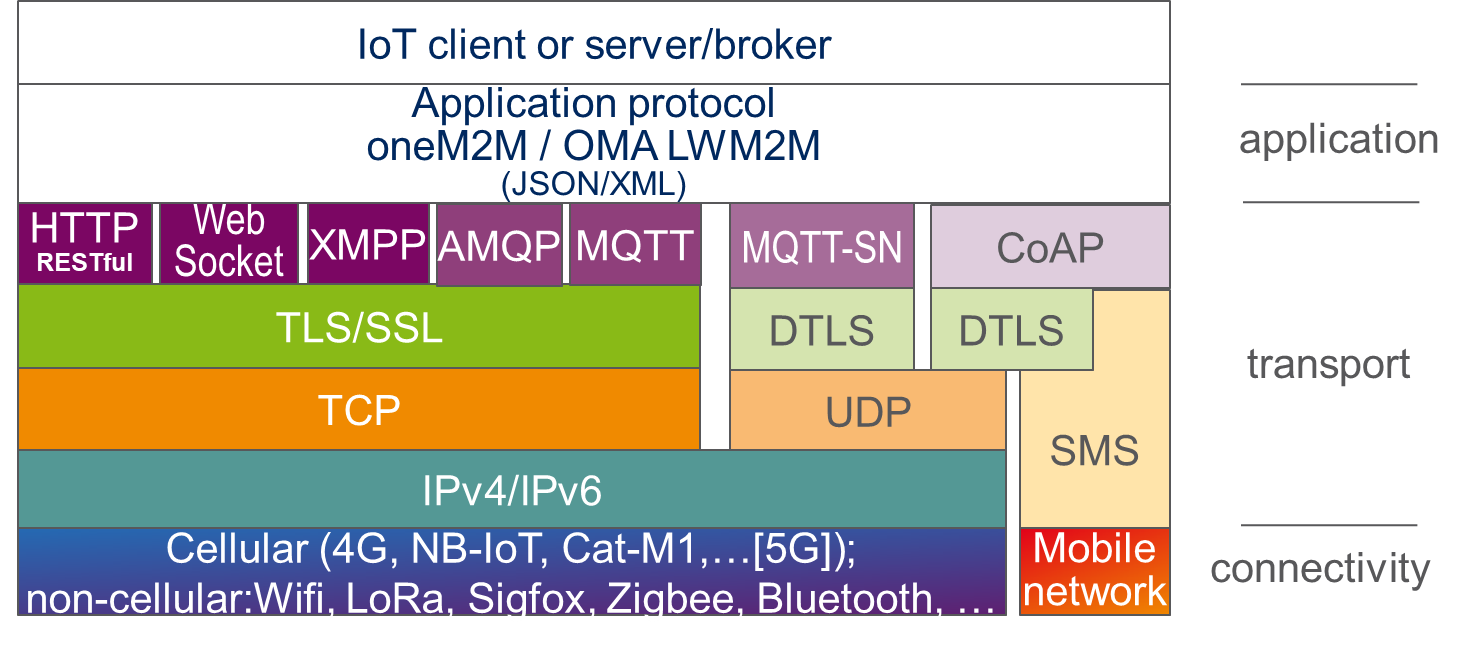 IoT client or server/broker
Application protocol
oneM2M / OMA LWM2M
(JSON/XML)
application
HTTP
RESTful
Web
Socket
XMPP
AMQP
MQTT
MQTT-SN
CoAP
TLS/SSL
DTLS
DTLS
transport
TCP
UDP
SMS
IPv4/IPv6
Cellular (4G, NB-IoT, Cat-M1,…[5G]);
non-cellular:Wifi, LoRa, Sigfox, Zigbee, Bluetooth, …
Mobile
network
connectivity